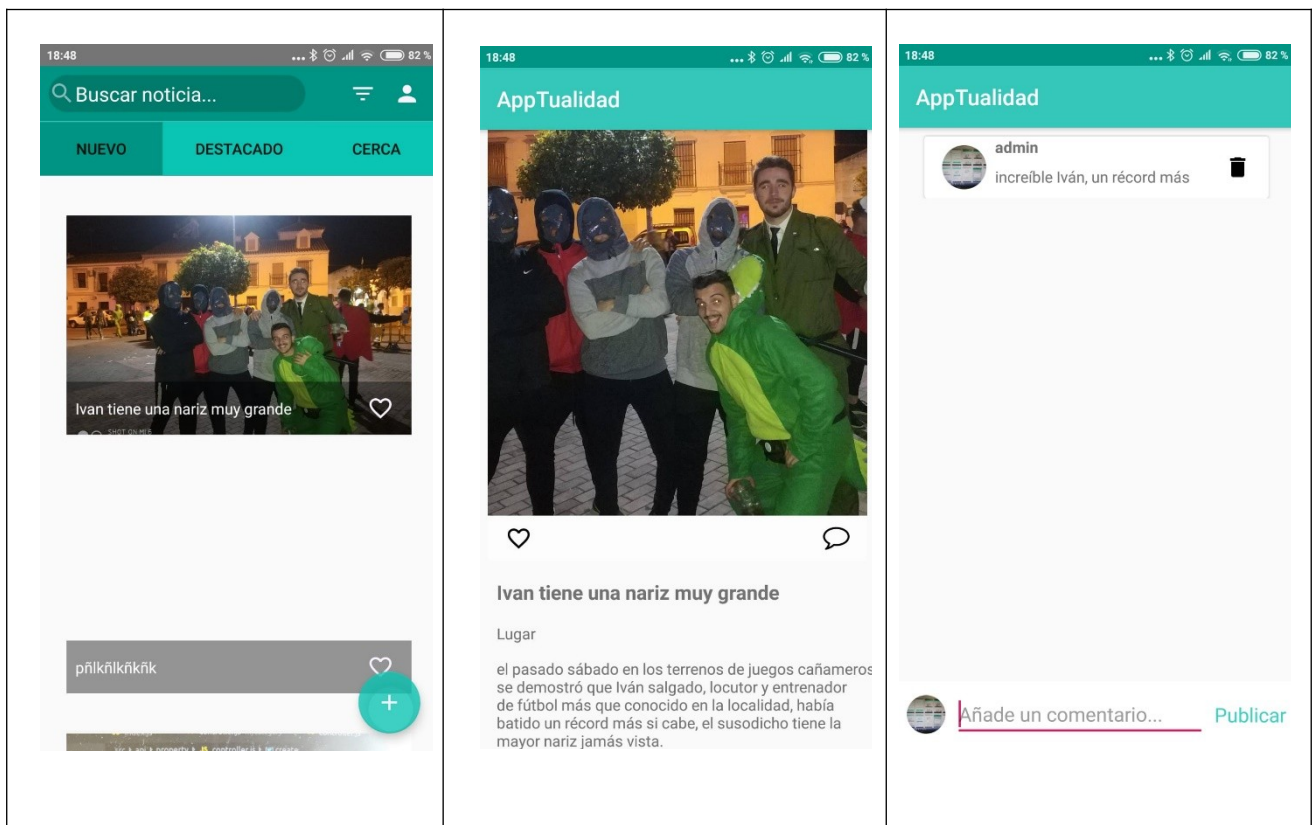 18:48
82 %
Buscar noticia...
NUEVO
DESTACADO
CERCA
Ivan tiene una nariz muy grande
SHOT ON MI 8
pñlkñlkñkñk
+
18:48
82 %
AppTualidad
Ivan tiene una nariz muy grande
Lugar
el pasado sábado en los terrenos de juegos cañameros
se demostró que Iván salgado, locutor y entrenador
de fútbol más que conocido en la localidad, había
batido un récord más si cabe, el susodicho tiene la
mayor nariz jamás vista.
18:48
82 %
AppTualidad
admin
increíble Iván, un récord más
Añade un comentario...
Publicar